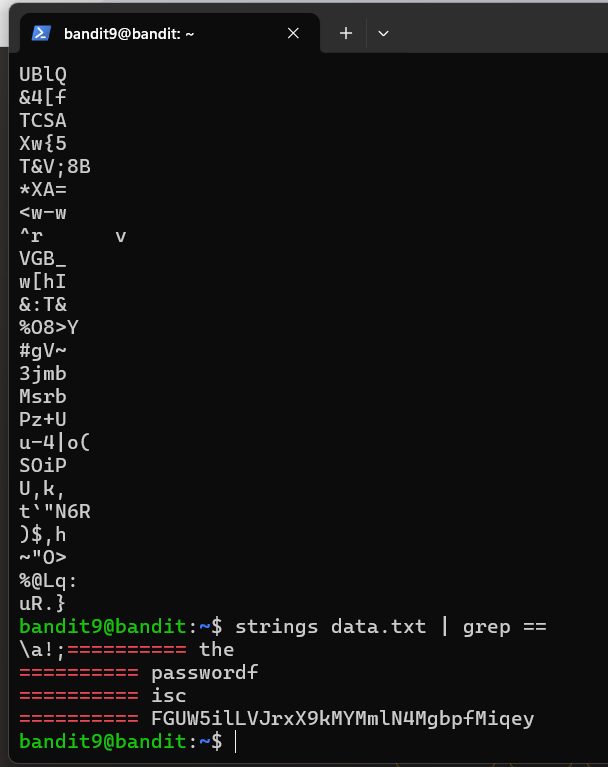 bandit9@bandit: ~
UBlQ
&4[f
TCSA
Xw{5
T&V;8B
*XA=
<w-w
^r	v
VGB_
w[hI
&:T&
%O8>Y
#gV~
3jmb
Msrb
Pz+U
u-4|o(
SOiP
U,k,
t`"N6R
)$,h
~"O>
%@Lq:
uR.}
bandit9@bandit:~$ strings data.txt | grep ==
\a!;========== the
========== passwordf
========== isc
========== FGUW5ilLVJrxX9kMYMmlN4MgbpfMiqey
bandit9@bandit:~$